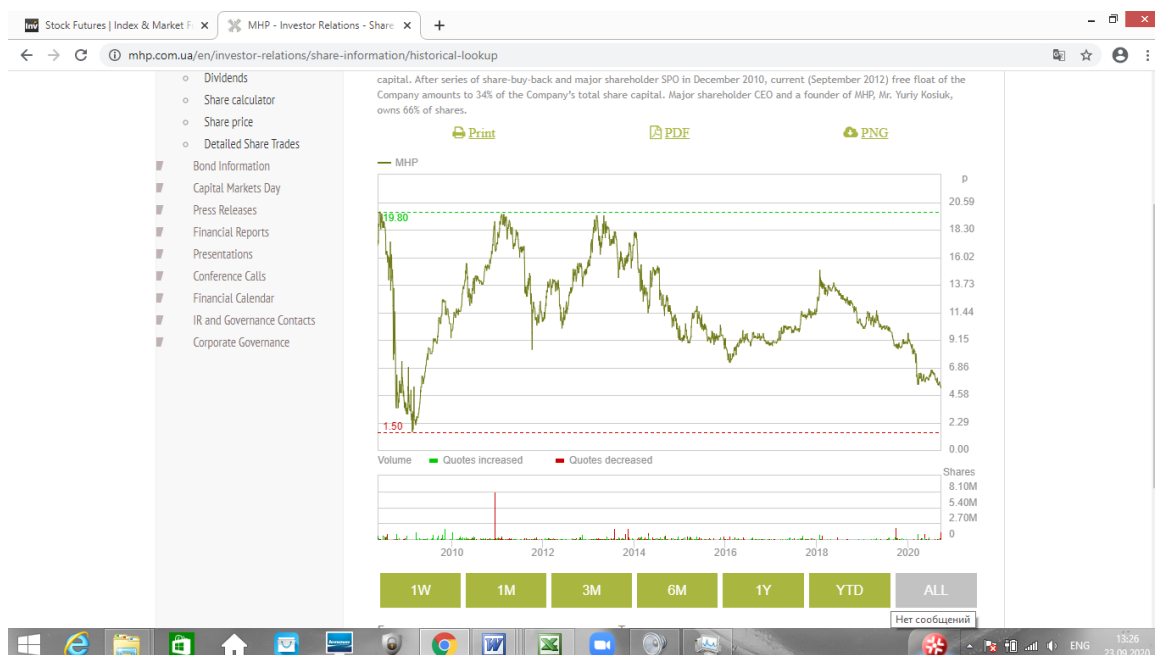 Stock Futures | Index & Market F
MHP - Investor Relations - Share
mhp.com.ua/en/investor-relations/share-information/historical-lookup
Dividends
Share calculator
Share price
Detailed Share Trades
Bond Information
Capital Markets Day
Press Releases
Financial Reports
Presentations
Conference Calls
Financial Calendar
IR and Governance Contacts
Corporate Governance
capital. After series of share-buy-back and major shareholder SPO in December 2010, current (September 2012) free float of the
Company amounts to 34% of the Company's total share capital. Major shareholder CEO and a founder of MHP, Mr. Yuriy Kosiuk,
owns 66% of shares.
Print PDF PNG
MHP
p
20.59
19.80
18.30
16.02
13.73
11.44
9.15
6.86
4.58
2.29
1.50
0.00
Volume Quotes increased Quotes decreased
Shares
8.10M
5.40M
2.70M
0
2010 2012 2014 2016 2018 2020
1W 1M 3M 6M 1Y YTD ALL
Нет сообщений
ENG
13:26
23.09.2020